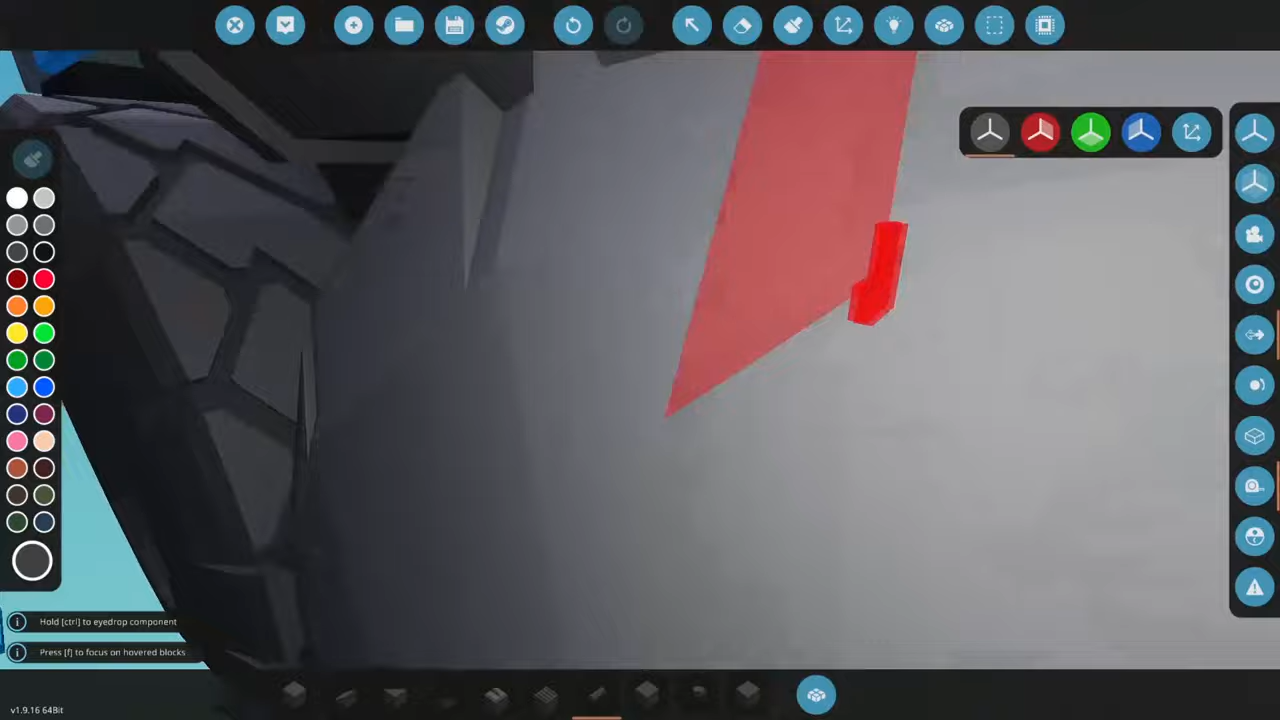 Hold [ctrl] to eyedrop component
Press [f] to focus on hovered blocks
v1.9.16 64Bit